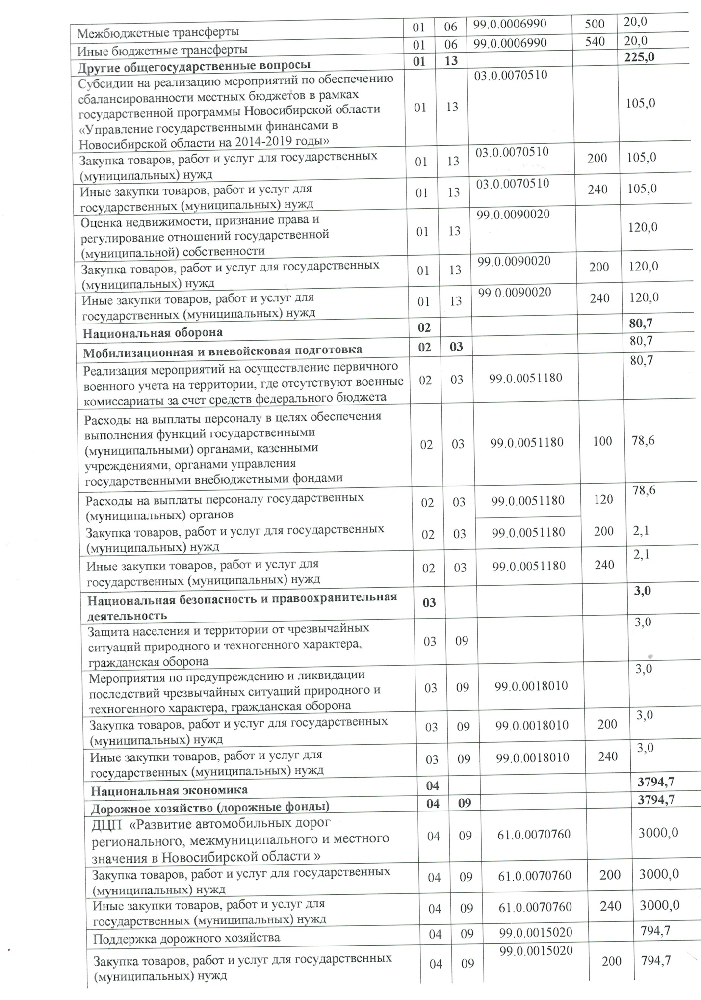 Межбюджетные трансферты 01 06 99.0.0006990 500 20,0
Иные бюджетные трансферты 01 06 99.0.0006990 540 20,0
Другие общегосударственные вопросы 01 13 225,0
Субсидии на реализацию мероприятий по обеспечению
сбалансированности местных бюджетов в рамках
государственной программы Новосибирской области
«Управление государственными финансами в
Новосибирской области на 2014-2019 годы» 01 13 03.0.0070510 105,0
Закупка товаров, работ и услуг для государственных
(муниципальных) нужд 01 13 03.0.0070510 200 105,0
Иные закупки товаров, работ и услуг для
государственных (муниципальных) нужд 01 13 03.0.0070510 240 105,0
Оценка недвижимости, признание права и
регулирование отношений государственной
(муниципальной) собственности 01 13 99.0.0090020 120,0
Закупка товаров, работ и услуг для государственных
(муниципальных) нужд 01 13 99.0.0090020 200 120,0
Иные закупки товаров, работ и услуг для
государственных (муниципальных) нужд 01 13 99.0.0090020 240 120,0
Национальная оборона 02 80,7
Мобилизационная и вневойсковая подготовка 02 03 80,7
Реализация мероприятий на осуществление первичного
военного учета на территории, где отсутствуют военные
комиссариаты за счет средств федерального бюджета 02 03 99.0.0051180 80,7
Расходы на выплаты персоналу в целях обеспечения
выполнения функций государственными
(муниципальными) органами, казенными
учреждениями, органами управления
государственными внебюджетными фондами 02 03 99.0.0051180 100 78,6
Расходы на выплаты персоналу государственных
(муниципальных) органов 02 03 99.0.0051180 120 78,6
Закупка товаров, работ и услуг для государственных
(муниципальных) нужд 02 03 99.0.0051180 200 2,1
Иные закупки товаров, работ и услуг для
государственных (муниципальных) нужд 02 03 99.0.0051180 240 2,1
Национальная безопасность и правоохранительная
деятельность 03 3,0
Защита населения и территории от чрезвычайных
ситуаций природного и техногенного характера,
гражданская оборона 03 09 3,0
Мероприятия по предупреждению и ликвидации
последствий чрезвычайных ситуаций природного и
техногенного характера, гражданская оборона 03 09 99.0.0018010 3,0
Закупка товаров, работ и услуг для государственных
(муниципальных) нужд 03 09 99.0.0018010 200 3,0
Иные закупки товаров, работ и услуг для
государственных (муниципальных) нужд 03 09 99.0.0018010 240 3,0
Национальная экономика 04 3794,7
Дорожное хозяйство (дорожные фонды) 04 09 3794,7
ДЦП «Развитие автомобильных дорог
регионального, межмуниципального и местного
значения в Новосибирской области » 04 09 61.0.0070760 3000,0
Закупка товаров, работ и услуг для государственных
(муниципальных) нужд 04 09 61.0.0070760 200 3000,0
Иные закупки товаров, работ и услуг для
государственных (муниципальных) нужд 04 09 61.0.0070760 240 3000,0
Поддержка дорожного хозяйства 04 09 99.0.0015020 794,7
Закупка товаров, работ и услуг для государственных
(муниципальных) нужд 04 09 99.0.0015020 200 794,7